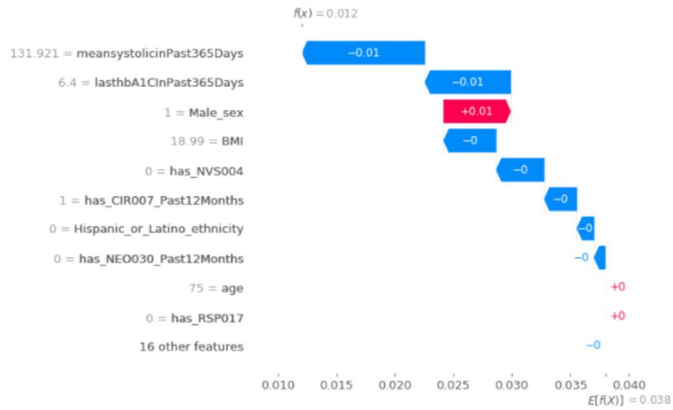 f(x) = 0.012
131.921 = meansystolicinPast365Days
−0.01
6.4 = lasthbA1CInPast365Days
−0.01
1 = Male_sex
+0.01
18.99 = BMI
−0
0 = has_NVS004
−0
1 = has_CIR007_Past12Months
−0
0 = Hispanic_or_Latino_ethnicity
−0
0 = has_NEO030_Past12Months
−0
75 = age
+0
0 = has_RSP017
+0
16 other features
−0
0.010 0.015 0.020 0.025 0.030 0.035 0.040
E[f(X)] = 0.038